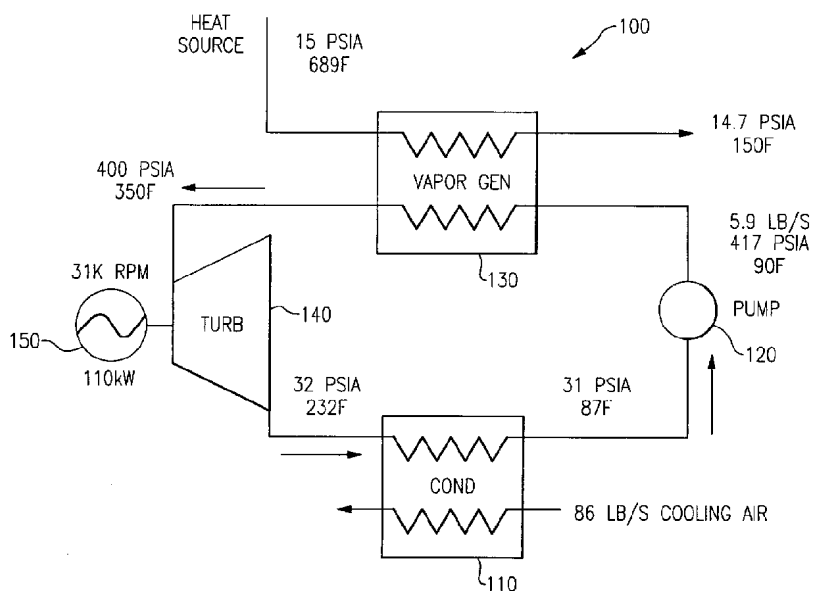 HEAT
SOURCE
15 PSIA
689F
100
14.7 PSIA
150F
400 PSIA
350F
VAPOR GEN
130
5.9 LB/S
417 PSIA
90F
31K RPM
150
110kW
TURB
140
PUMP
120
32 PSIA
232F
31 PSIA
87F
COND
86 LB/S COOLING AIR
110